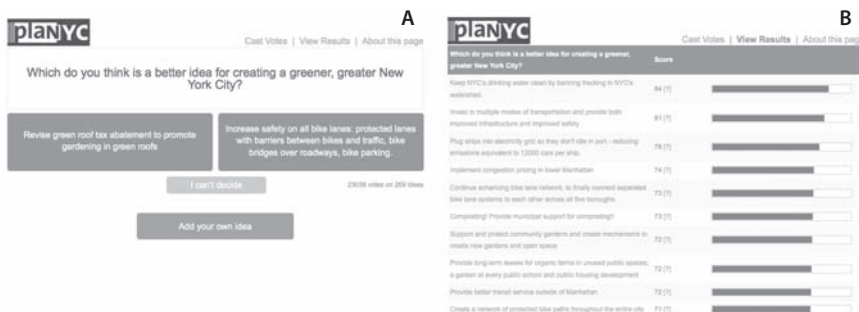 A
plaNYC
Cast Votes | View Results | About this page
Which do you think is a better idea for creating a greener, greater New
York City?
Revise green roof tax abatement to promote
gardening in green roofs
Increase safety on all bike lanes: protected lanes
with barriers between bikes and traffic, bike
bridges over roadways, bike parking.
I can't decide
votes on 269 ideas
Add your own idea
B
plaNYC
Cast Votes | View Results | About this pag
Which do you think is a better idea for creating a greener,
greater New York City?
Score
Keep NYC's drinking water clean by banning fracking in NYC's
watershed.
84 [?]
Invest in multiple modes of transportation and provide both
improved infrastructure and improved safety
81 [?]
Plug ships into electricity grid so they don't idle in port - reducing
emissions equivalent to 12000 cars per ship.
78 [?]
Implement congestion pricing in lower Manhattan
74 [?]
Continue enhancing bike lane network, to finally connect separated
bike lane systems to each other across all five boroughs.
73 [?]
Composting! Provide municipal support for composting!!
73 [?]
Support and protect community gardens and create mechanisms to
create new gardens and open space
72 [?]
Provide long-term leases for organic farms in unused public spaces,
a garden at every public school and public housing development
72 [?]
Provide better transit service outside of Manhattan
72 [?]
Create a network of protected bike paths throughout the entire city
71 [?]